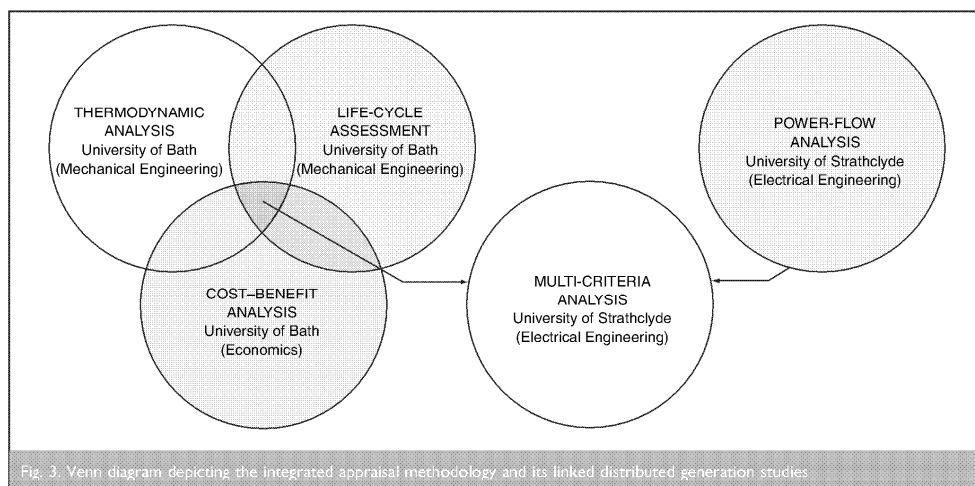 THERMODYNAMIC
ANALYSIS
University of Bath
(Mechanical Engineering)
LIFE-CYCLE
ASSESSMENT
University of Bath
(Mechanical Engineering)
POWER-FLOW
ANALYSIS
University of Strathclyde
(Electrical Engineering)
COST–BENEFIT
ANALYSIS
University of Bath
(Economics)
MULTI-CRITERIA
ANALYSIS
University of Strathclyde
(Electrical Engineering)
Fig. 3. Venn diagram depicting the integrated appraisal methodology and its linked distributed generation studies